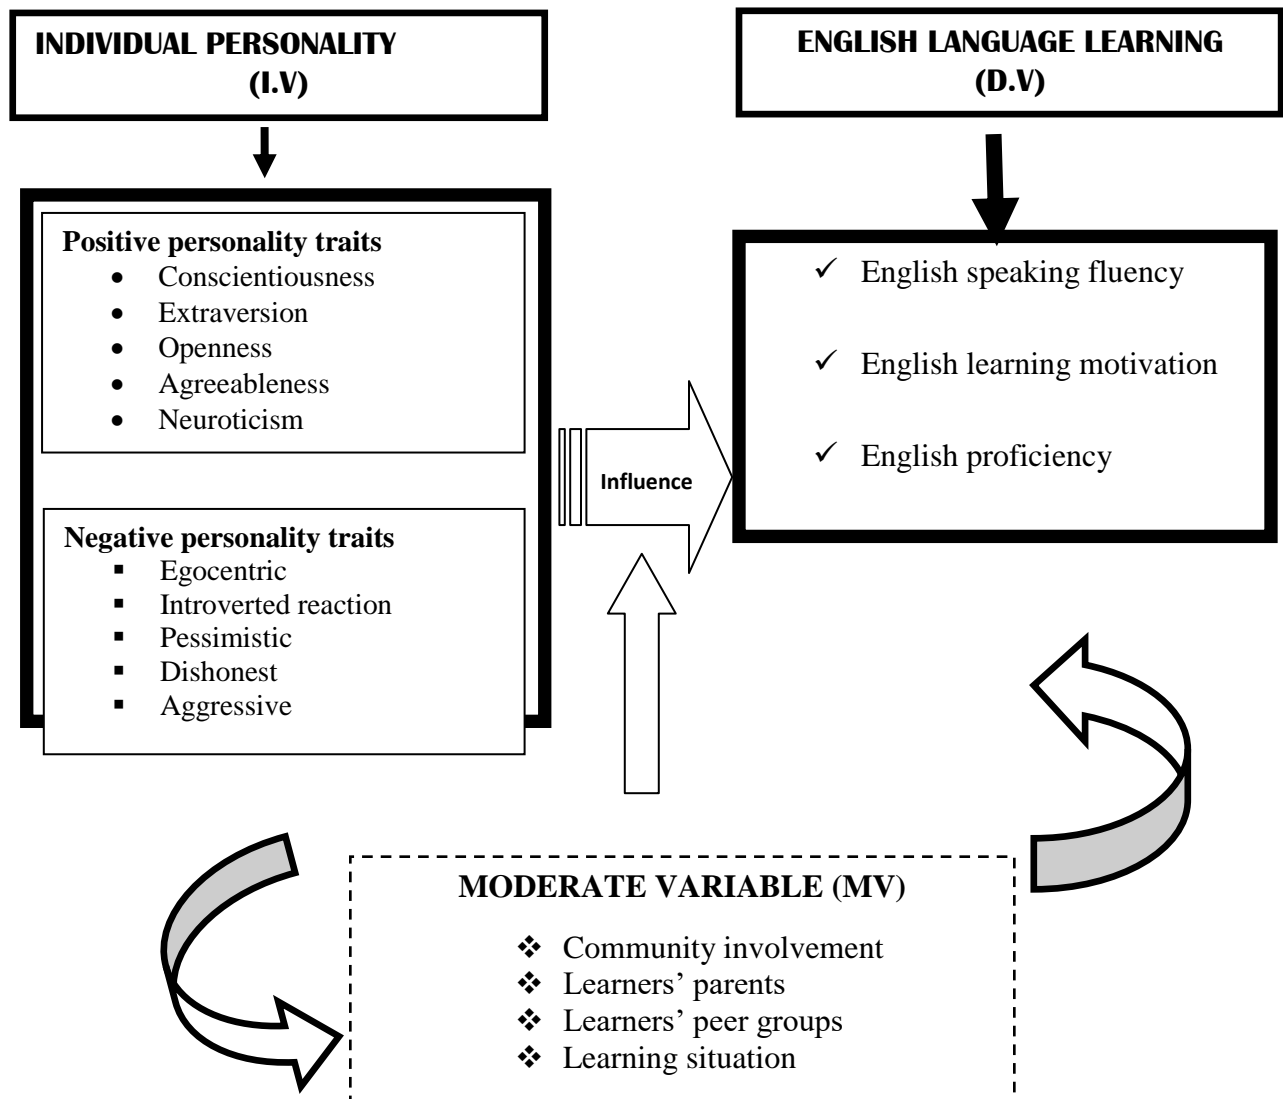 INDIVIDUAL PERSONALITY
(I.V)
ENGLISH LANGUAGE LEARNING
(D.V)
Positive personality traits
Conscientiousness
Extraversion
Openness
Agreeableness
Neuroticism
Negative personality traits
Egocentric
Introverted reaction
Pessimistic
Dishonest
Aggressive
Influence
English speaking fluency
English learning motivation
English proficiency
MODERATE VARIABLE (MV)
Community involvement
Learners’ parents
Learners’ peer groups
Learning situation